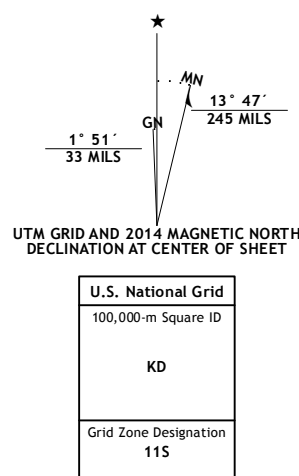 MN
GN
13° 47´
245 MILS
1° 51´
33 MILS
UTM GRID AND 2014 MAGNETIC NORTH
DECLINATION AT CENTER OF SHEET
U.S. National Grid
100,000-m Square ID
KD
Grid Zone Designation
11S